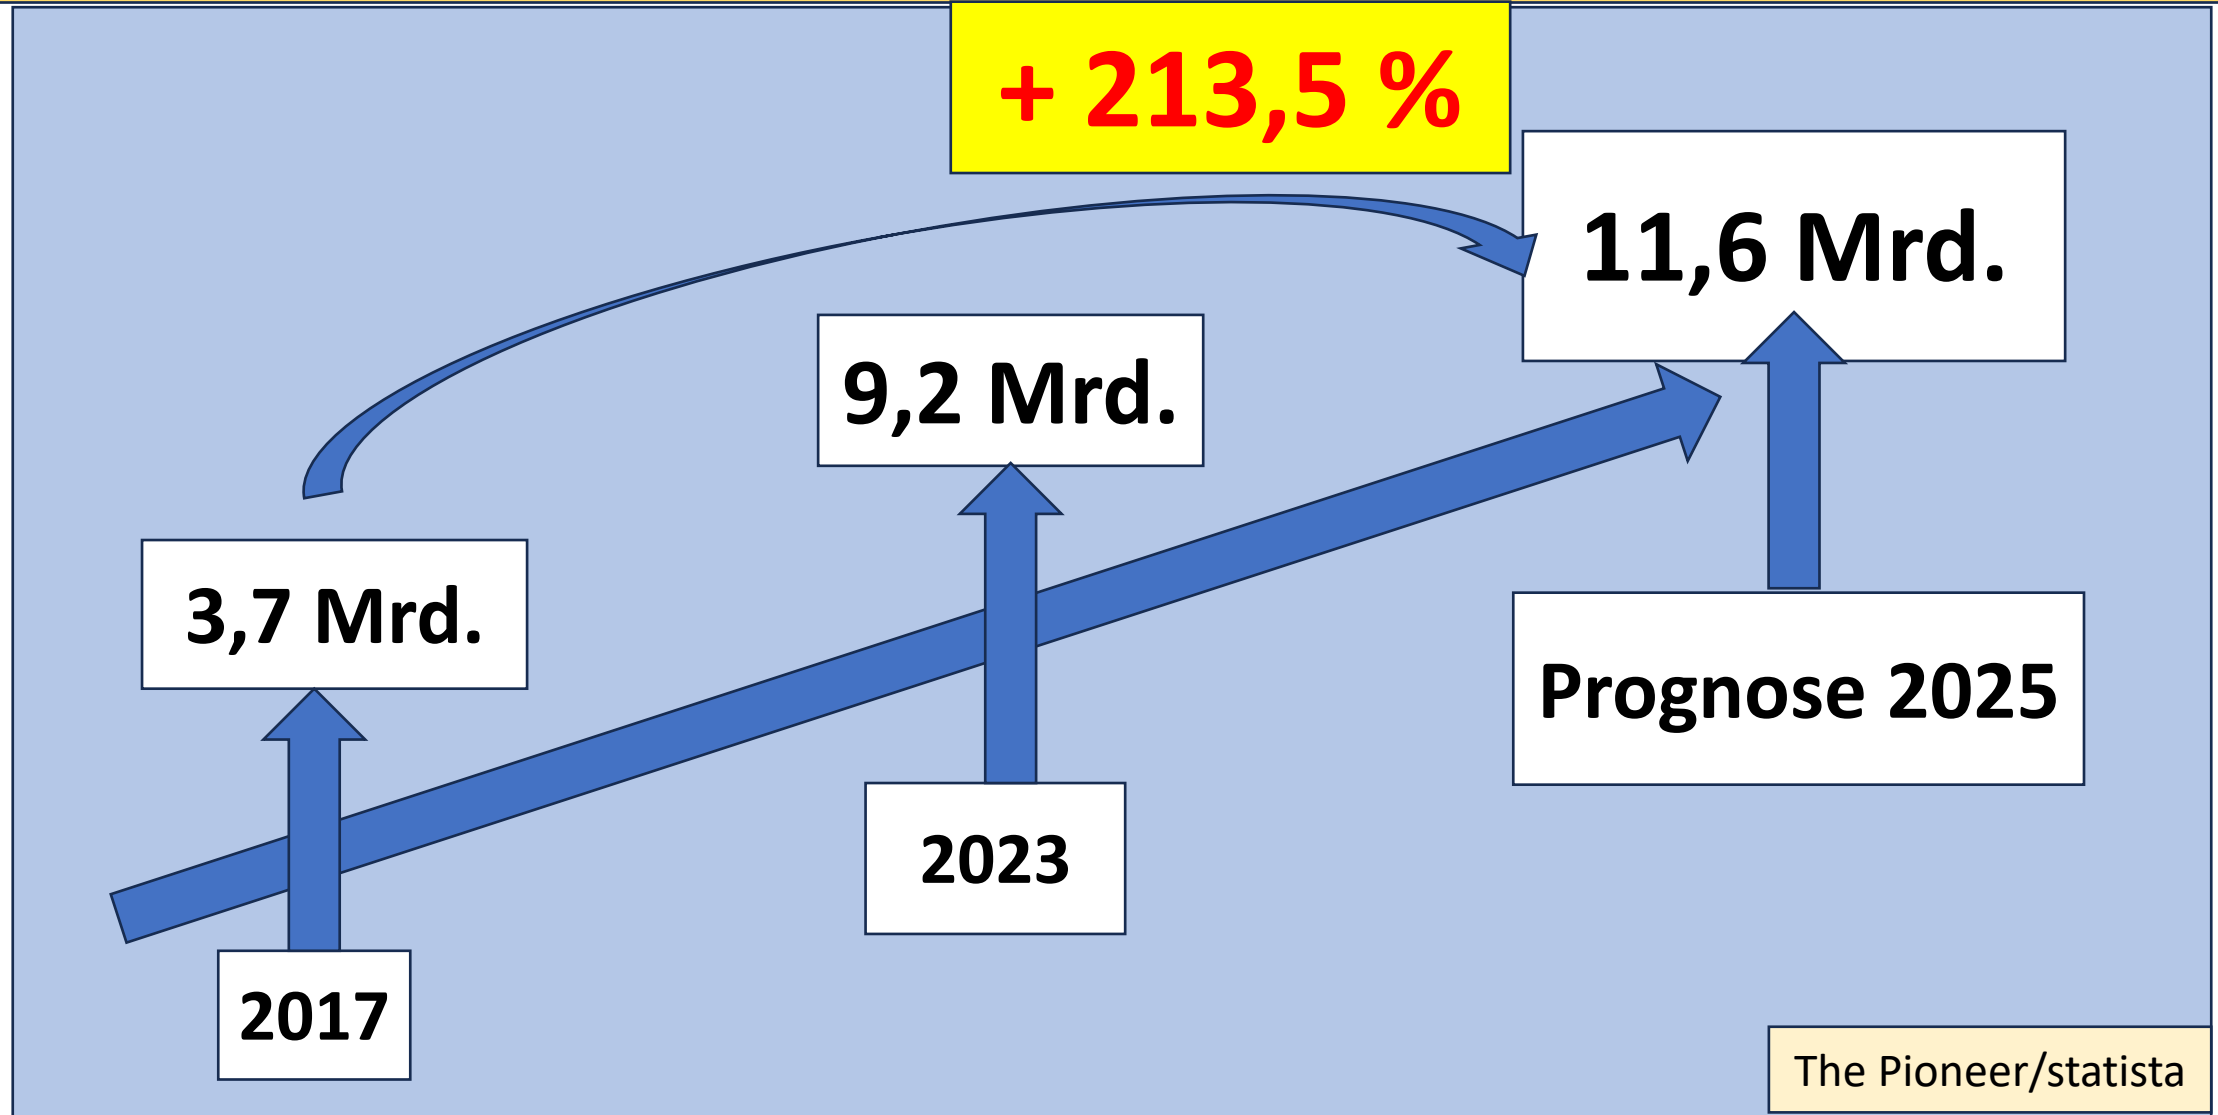 + 213,5 %
11,6 Mrd.
9,2 Mrd.
3,7 Mrd.
Prognose 2025
2023
2017
The Pioneer/statista